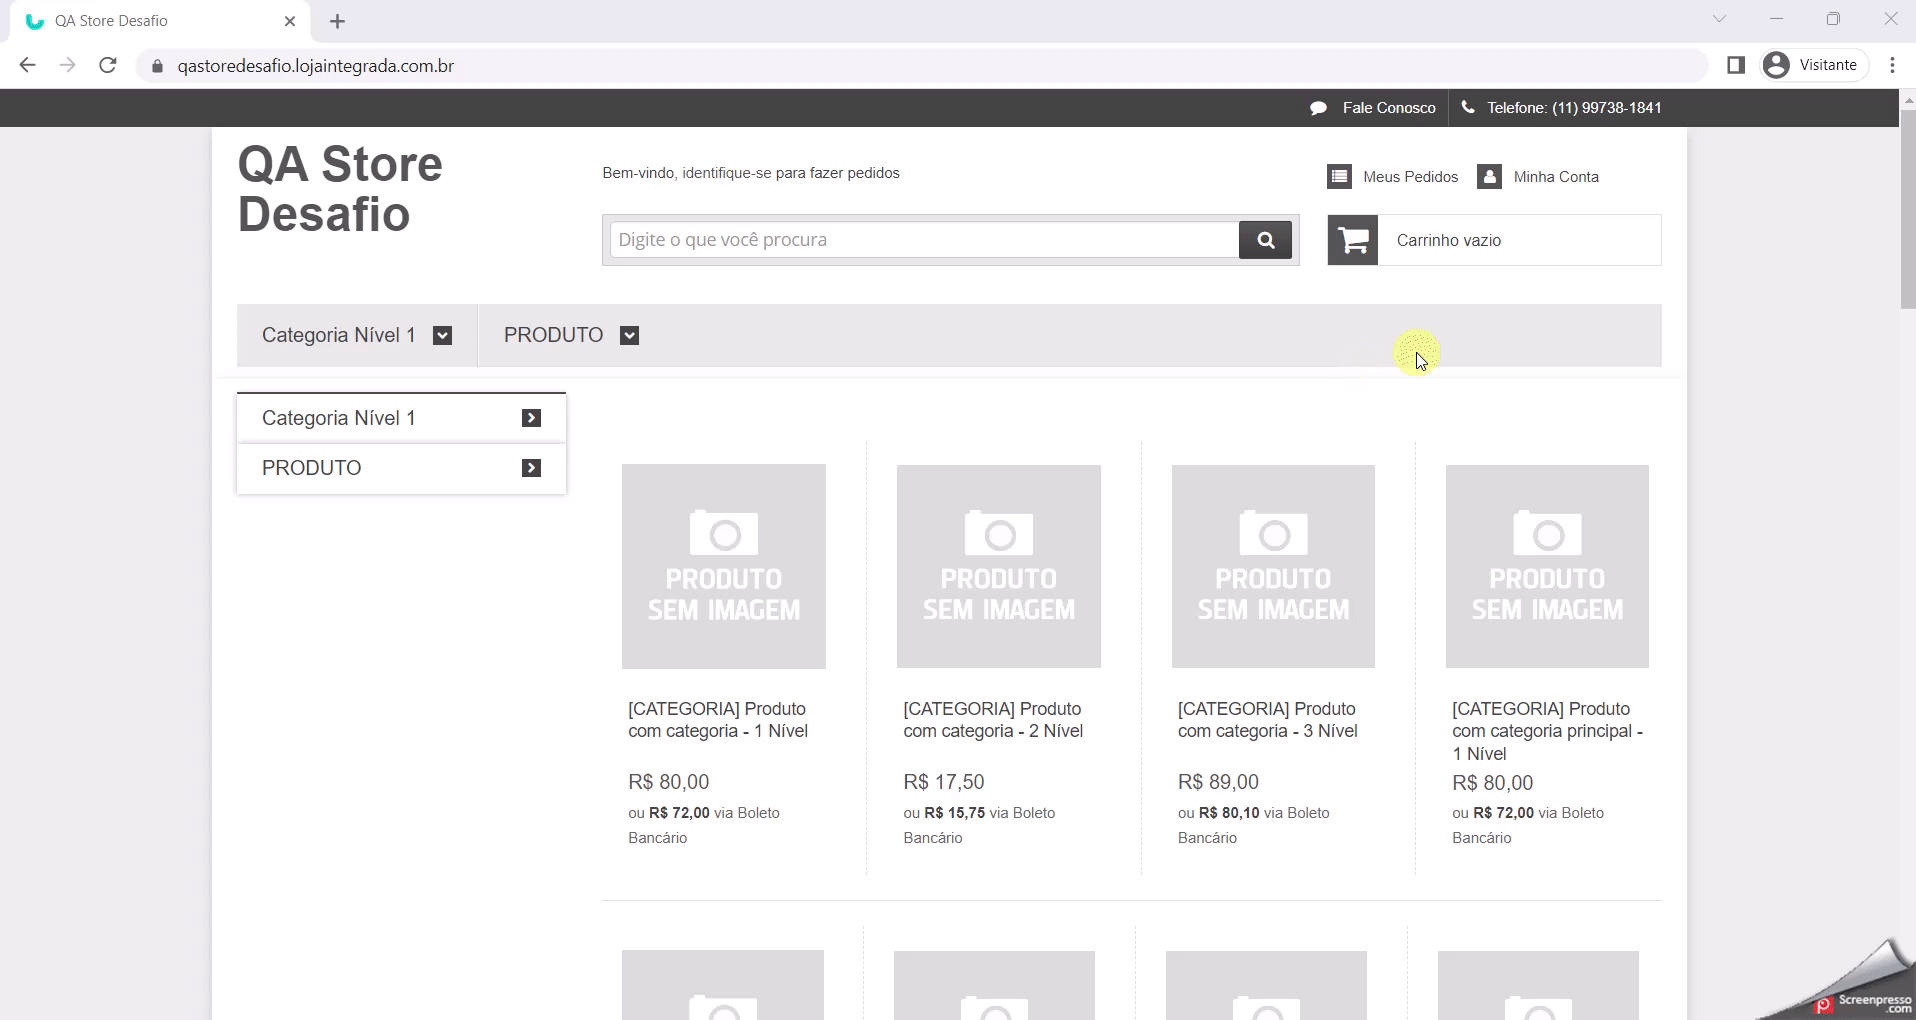 QA Store Desafio
qastoredesafio.lojaintegrada.com.br
Visitante
Fale Conosco
Telefone: (11) 99738-1841
QA Store
Desafio
Bem-vindo, identifique-se para fazer pedidos
Meus Pedidos
Minha Conta
Digite o que você procura
Carrinho vazio
Categoria Nível 1
PRODUTO
Categoria Nível 1
PRODUTO
PRODUTO
SEM IMAGEM
[CATEGORIA] Produto
com categoria - 1 Nível
R$ 80,00
ou R$ 72,00 via Boleto
Bancário
PRODUTO
SEM IMAGEM
[CATEGORIA] Produto
com categoria - 2 Nível
R$ 17,50
ou R$ 15,75 via Boleto
Bancário
PRODUTO
SEM IMAGEM
[CATEGORIA] Produto
com categoria - 3 Nível
R$ 89,00
ou R$ 80,10 via Boleto
Bancário
PRODUTO
SEM IMAGEM
[CATEGORIA] Produto
com categoria principal -
1 Nível
R$ 80,00
ou R$ 72,00 via Boleto
Bancário
Screenpresso
.com